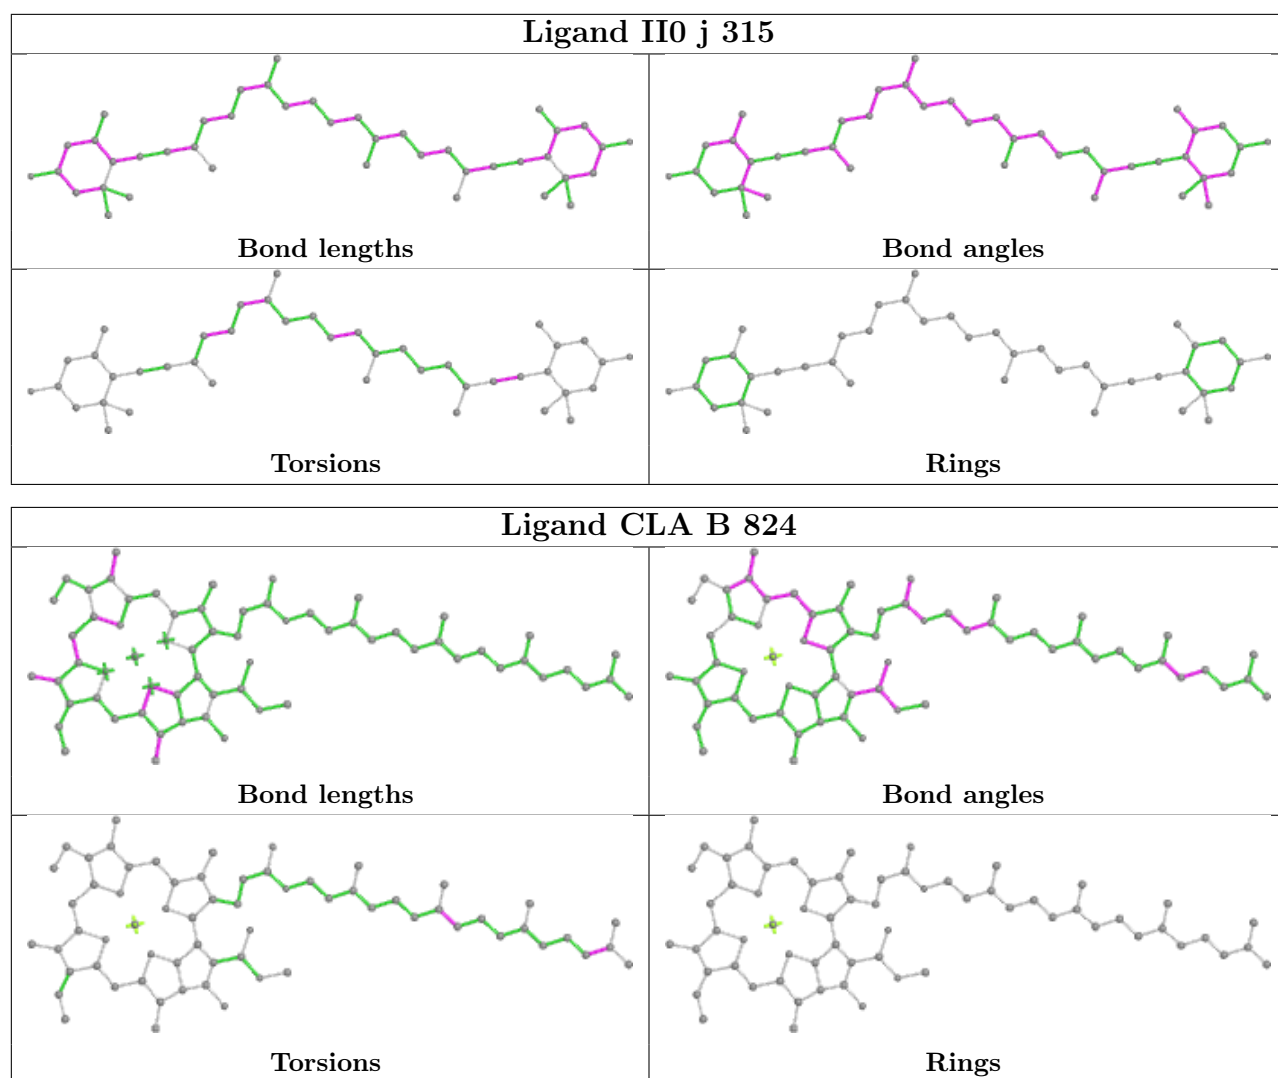 Ligand II0 j 315
Bond lengths
Bond angles
Torsions
Rings
Ligand CLA B 824
Bond lengths
Bond angles
Torsions
Rings